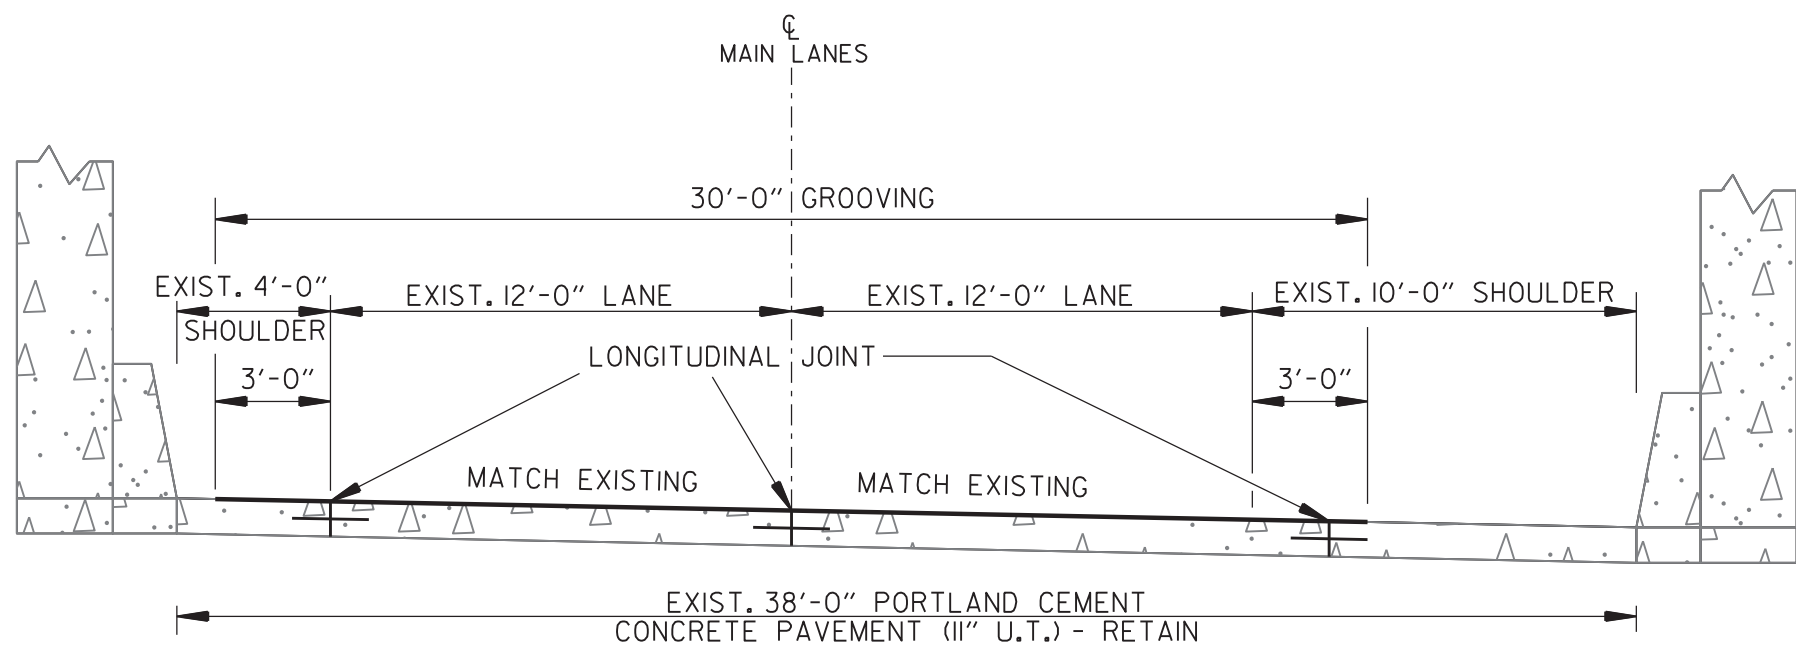 ℄
MAIN LANES
30'-0" GROOVING
EXIST. 4'-0"
SHOULDER
EXIST. 12'-0" LANE
EXIST. 12'-0" LANE
EXIST. 10'-0" SHOULDER
LONGITUDINAL JOINT
3'-0"
3'-0"
MATCH EXISTING
MATCH EXISTING
EXIST. 38'-0" PORTLAND CEMENT
CONCRETE PAVEMENT (11" U.T.) - RETAIN